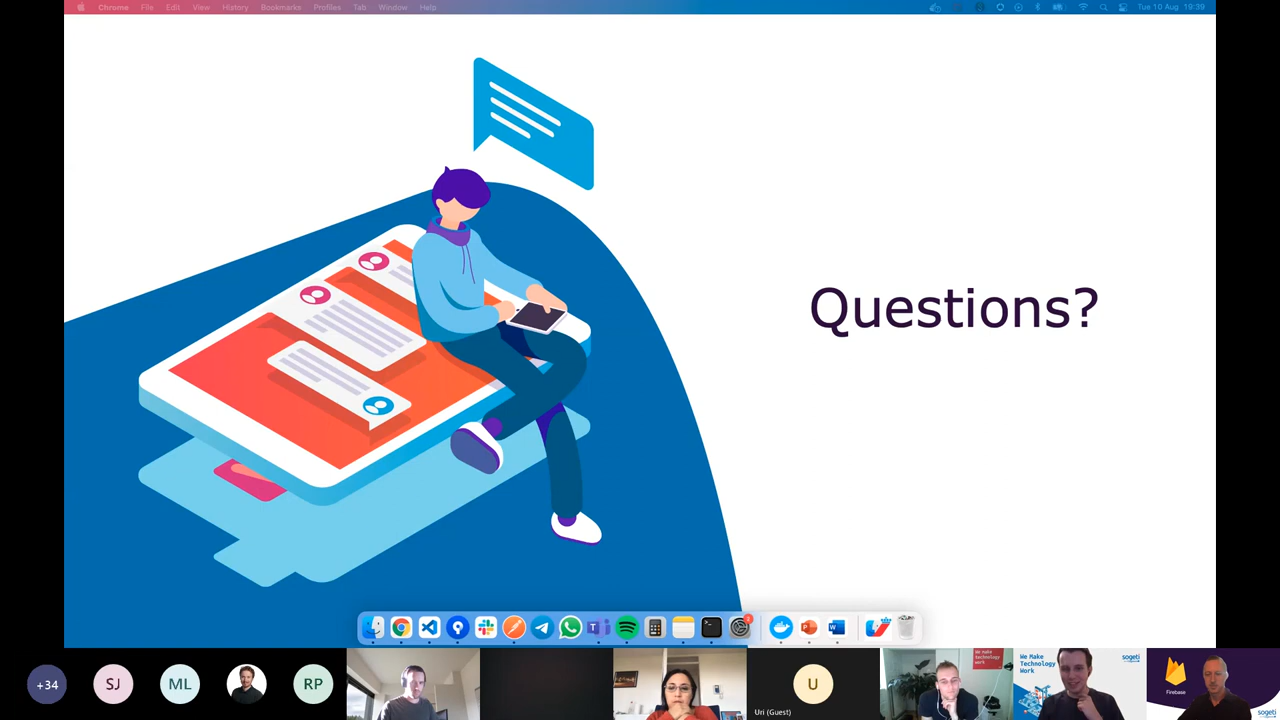 Chrome File Edit View History Bookmarks Profiles Tab Window Help
Tue 10 Aug 19:39
Questions?
2
+34
SJ
ML
RP
U
Uri (Guest)
we make
technology
work
We Make
Technology
Work
sogeti
Firebase
sogeti